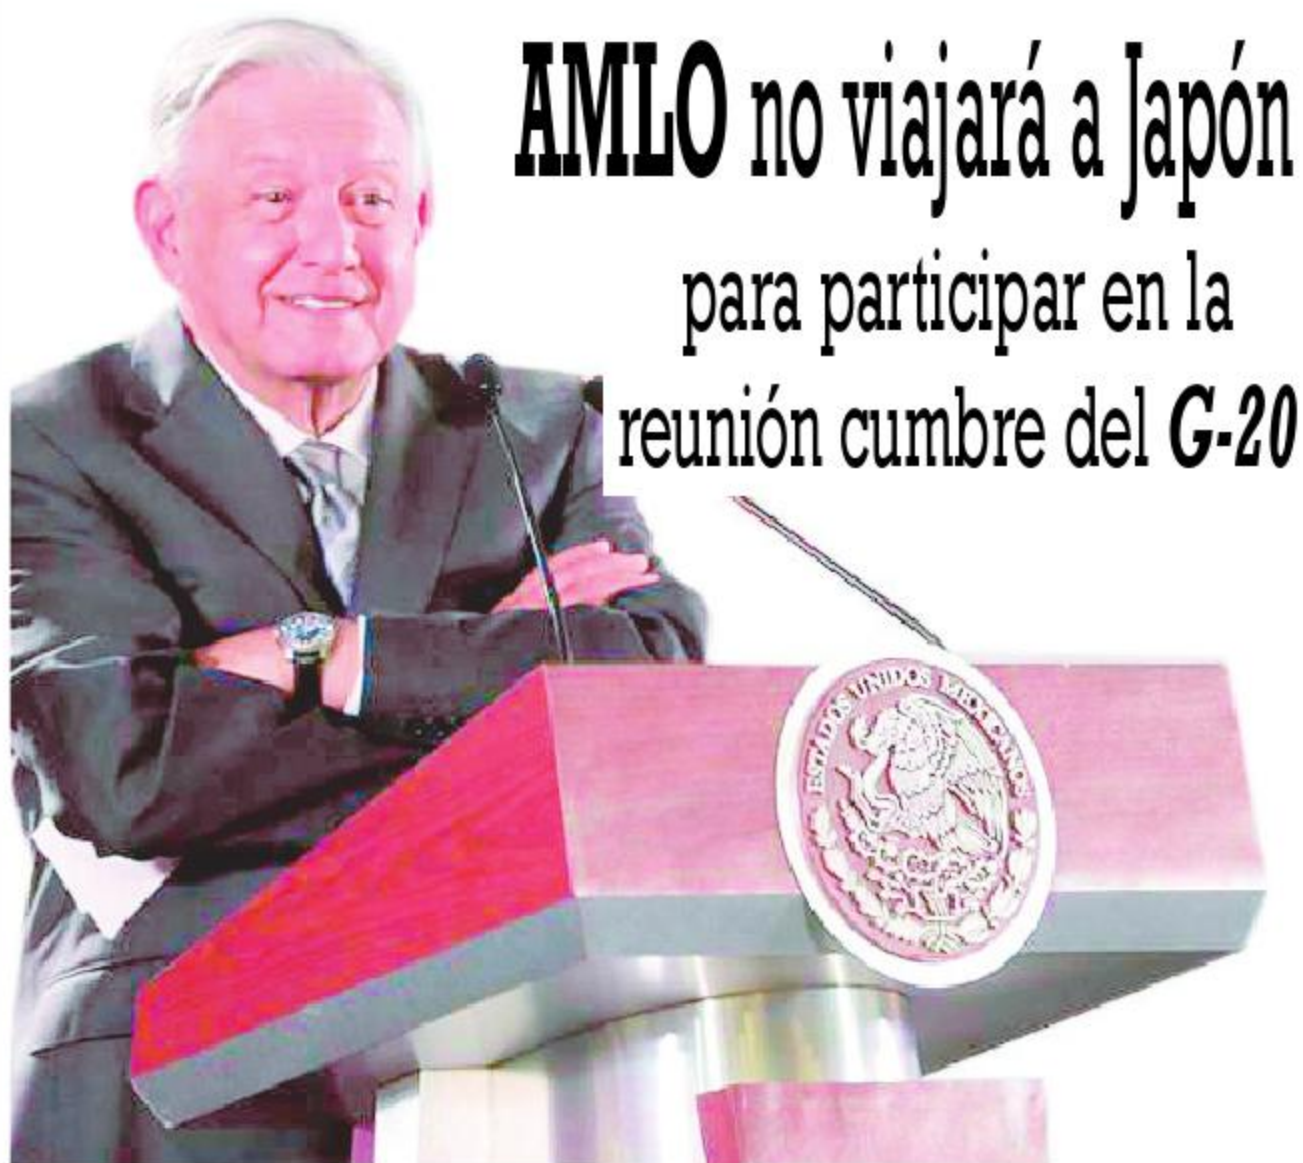 AMLO no viajará a Japón
para participar en la
reunión cumbre del G-20
ESTADOS UNIDOS MEXICANOS